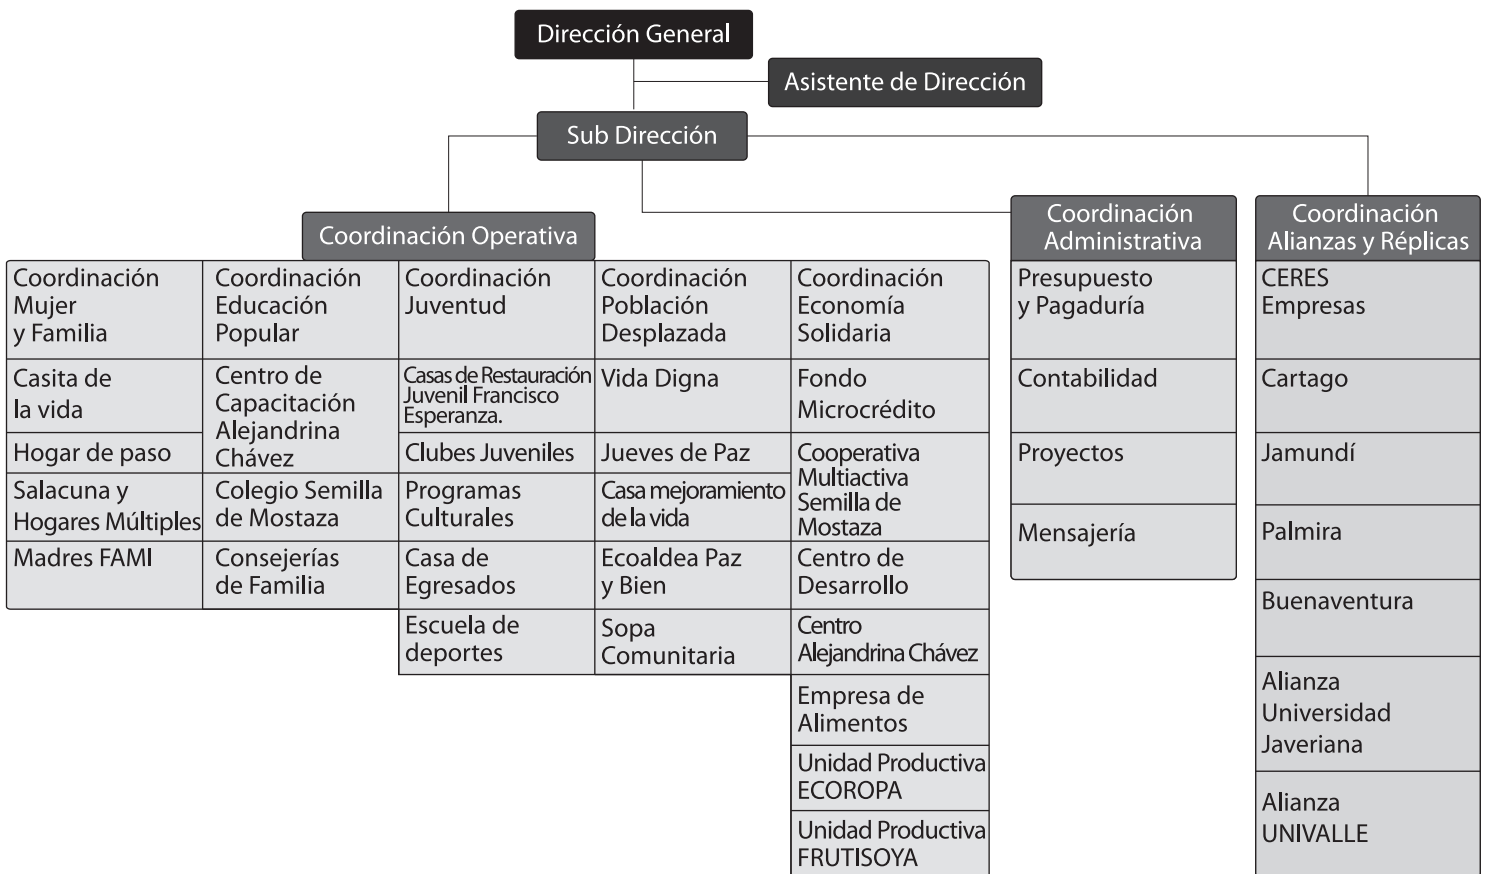 Dirección General
Asistente de Dirección
Sub Dirección
Coordinación Operativa
Coordinación
Mujer
y Familia
Casita de
la vida
Hogar de paso
Salacuna y
Hogares Múltiples
Madres FAMI
Coordinación
Educación
Popular
Centro de
Capacitación
Alejandrina
Chávez
Colegio Semilla
de Mostaza
Consejerías
de Familia
Coordinación
Juventud
Casas de Restauración
Juvenil Francisco
Esperanza.
Clubes Juveniles
Programas
Culturales
Casa de
Egresados
Escuela de
deportes
Coordinación
Población
Desplazada
Vida Digna
Jueves de Paz
Casa mejoramiento
de la vida
Ecoaldea Paz
y Bien
Sopa
Comunitaria
Coordinación
Economía
Solidaria
Fondo
Microcrédito
Cooperativa
Multiactiva
Semilla de
Mostaza
Centro de
Desarrollo
Centro
Alejandrina Chávez
Empresa de
Alimentos
Unidad Productiva
ECOROPA
Unidad Productiva
FRUTISOYA
Coordinación
Administrativa
Presupuesto
y Pagaduría
Contabilidad
Proyectos
Mensajería
Coordinación
Alianzas y Réplicas
CERES
Empresas
Cartago
Jamundí
Palmira
Buenaventura
Alianza
Universidad
Javeriana
Alianza
UNIVALLE